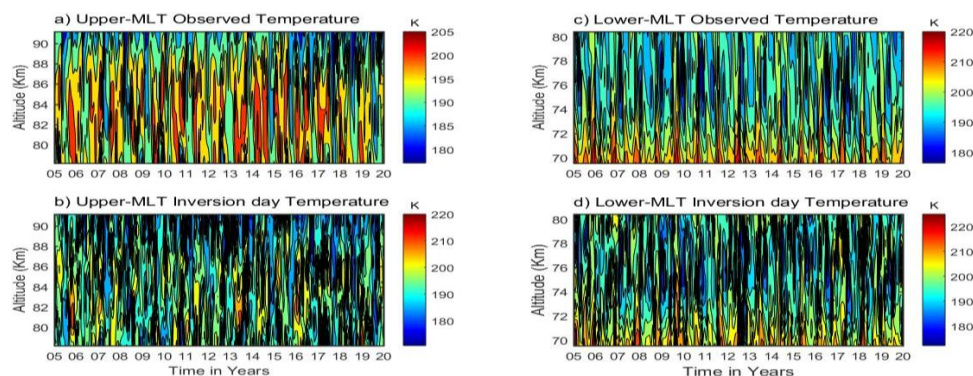 a) Upper-MLT Observed Temperature
K
205
200
195
190
185
180
Altitude (Km)
90
88
86
84
82
80
05 06 07 08 09 10 11 12 13 14 15 16 17 18 19 20
b) Upper-MLT Inversion day Temperature
K
220
210
200
190
180
Altitude (Km)
90
88
86
84
82
80
05 06 07 08 09 10 11 12 13 14 15 16 17 18 19 20
Time in Years
c) Lower-MLT Observed Temperature
K
220
210
200
190
180
Altitude (Km)
80
78
76
74
72
70
05 06 07 08 09 10 11 12 13 14 15 16 17 18 19 20
d) Lower-MLT Inversion day Temperature
K
220
210
200
190
180
Altitude (Km)
80
78
76
74
72
70
05 06 07 08 09 10 11 12 13 14 15 16 17 18 19 20
Time in Years